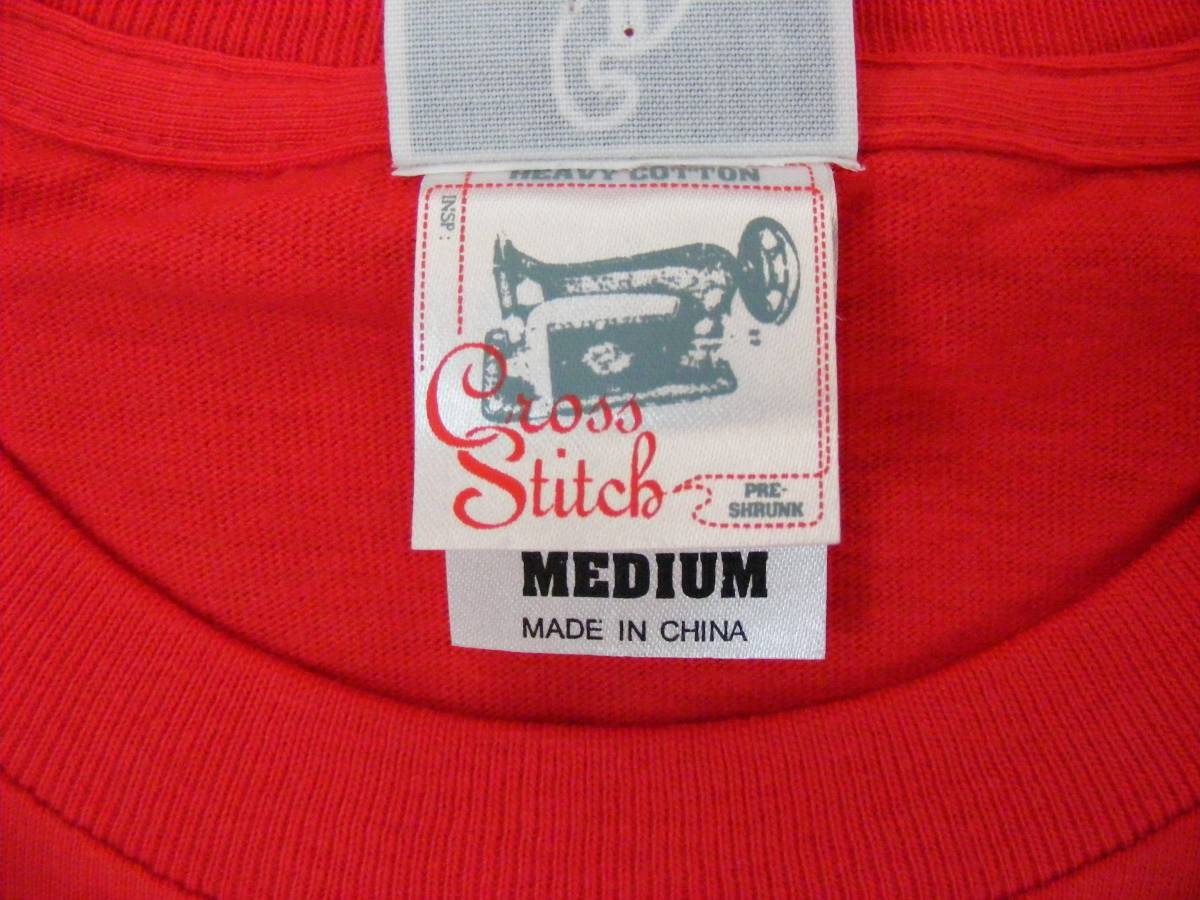 HEAVY COTTON
INSP :
Cross
Stitch
PRE-
SHRUNK
MEDIUM
MADE IN CHINA